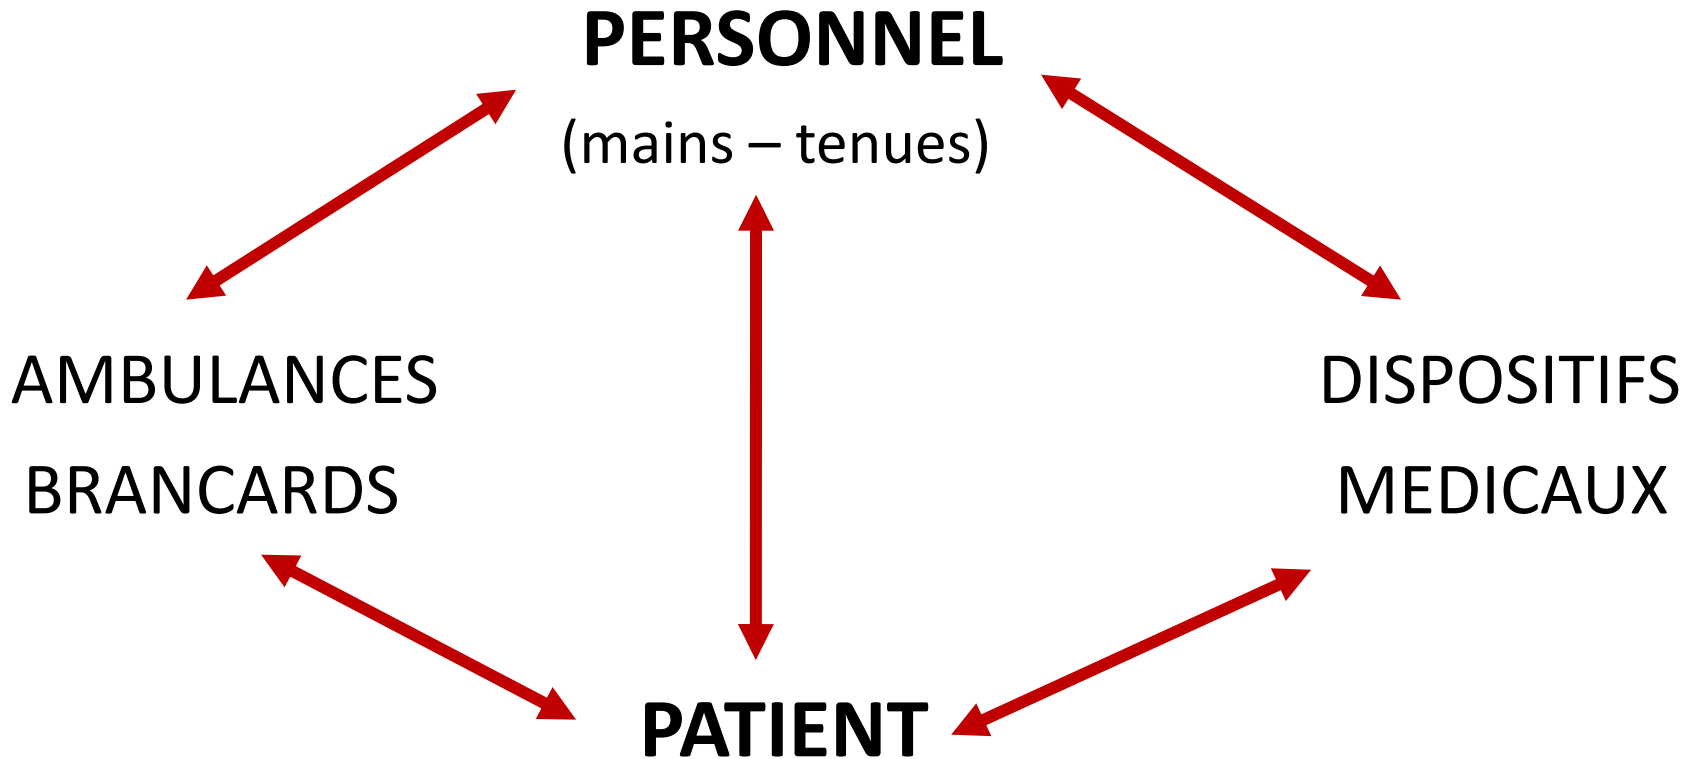 PERSONNEL
(mains – tenues)
AMBULANCES
BRANCARDS
DISPOSITIFS
MEDICAUX
PATIENT